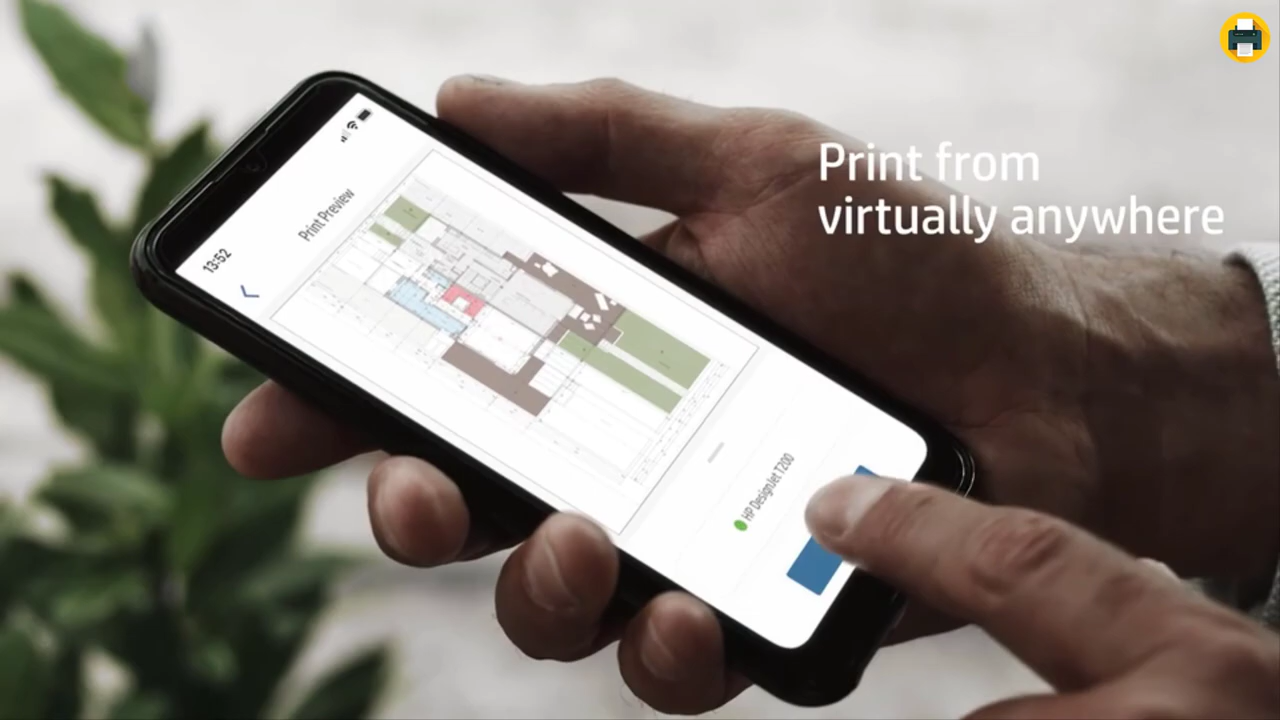 Print from
virtually anywhere
13:52
Print Preview
HP DesignJet T200